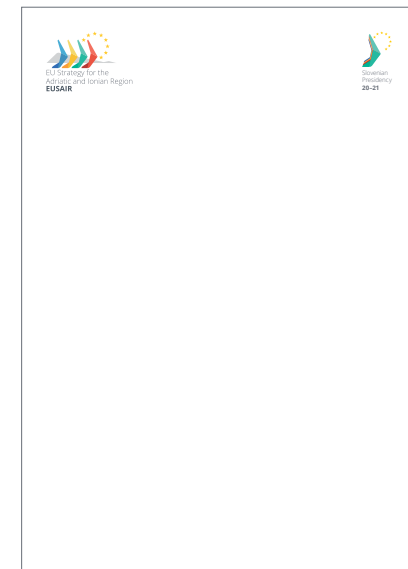 EU Strategy for the
Adriatic and Ionian Region
EUSAIR
Slovenian
Presidency
20–21